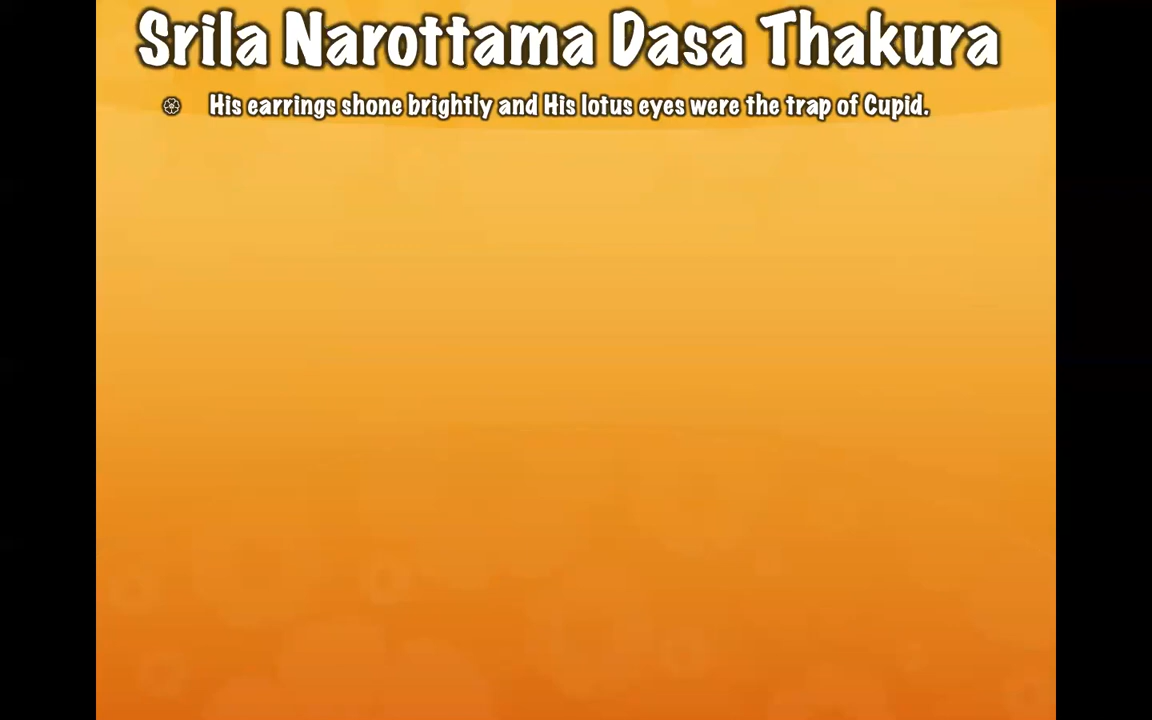 Srila Narottama Dasa Thakura
His earrings shone brightly and His lotus eyes were the trap of Cupid.